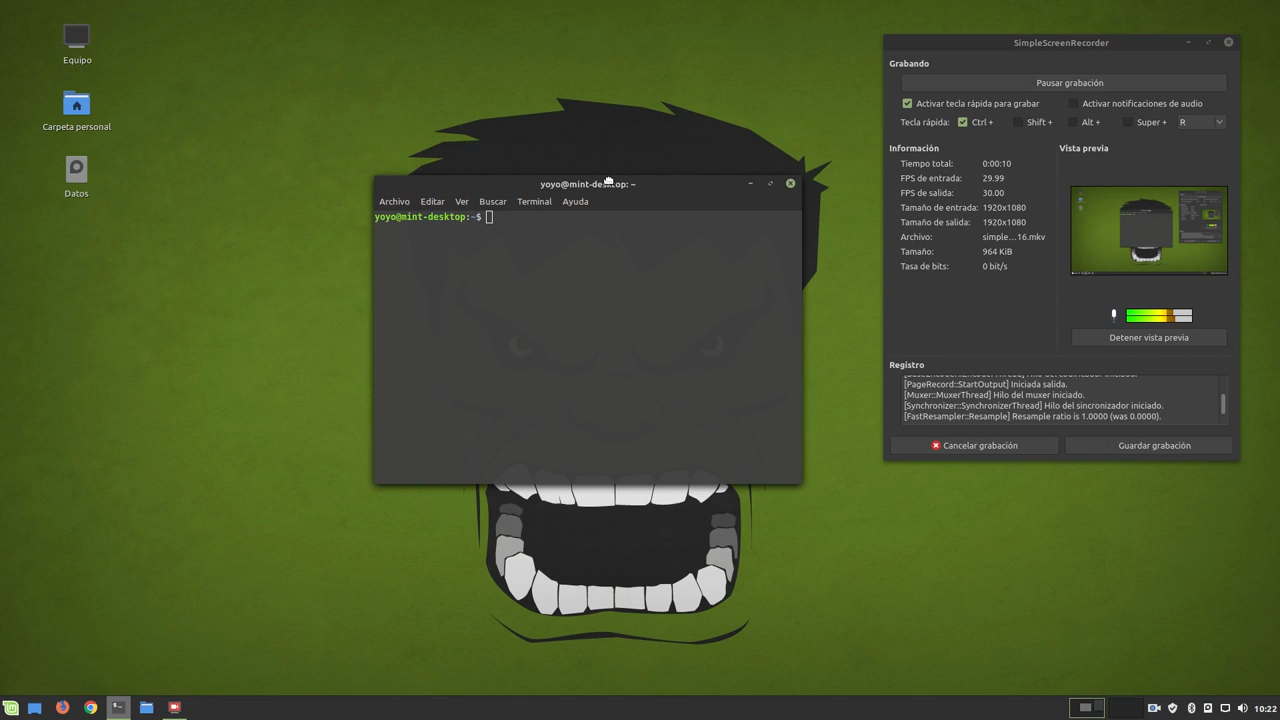 Equipo
Carpeta personal
Datos
yoyo@mint-desktop: ~
Archivo Editar Ver Buscar Terminal Ayuda
yoyo@mint-desktop:~$
SimpleScreenRecorder
Grabando
Pausar grabación
Activar tecla rápida para grabar Activar notificaciones de audio
Tecla rápida: Ctrl + Shift + Alt + Super + R
Información
Tiempo total: 0:00:10
FPS de entrada: 29.99
FPS de salida: 30.00
Tamaño de entrada: 1920x1080
Tamaño de salida: 1920x1080
Archivo: simple...16.mkv
Tamaño: 964 KiB
Tasa de bits: 0 bit/s
Vista previa
Detener vista previa
Registro
[PageRecord::StartOutput] Iniciada salida.
[Muxer::MuxerThread] Hilo del muxer iniciado.
[Synchronizer::SynchronizerThread] Hilo del sincronizador iniciado.
[FastResampler::Resample] Resample ratio is 1.0000 (was 0.0000).
Cancelar grabación Guardar grabación
10:22